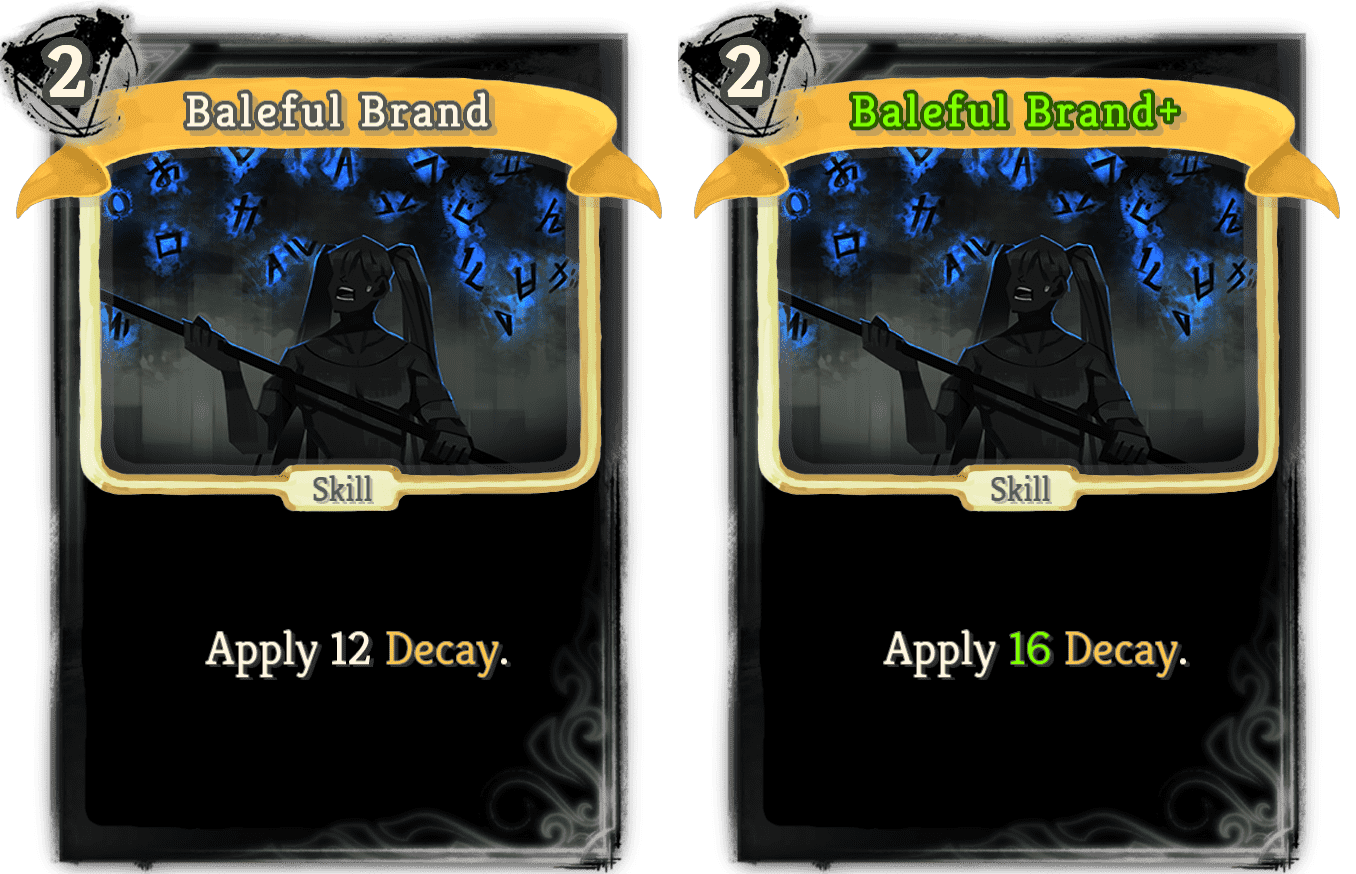 2
Baleful Brand
Skill
Apply 12 Decay.
2
Baleful Brand+
Skill
Apply 16 Decay.